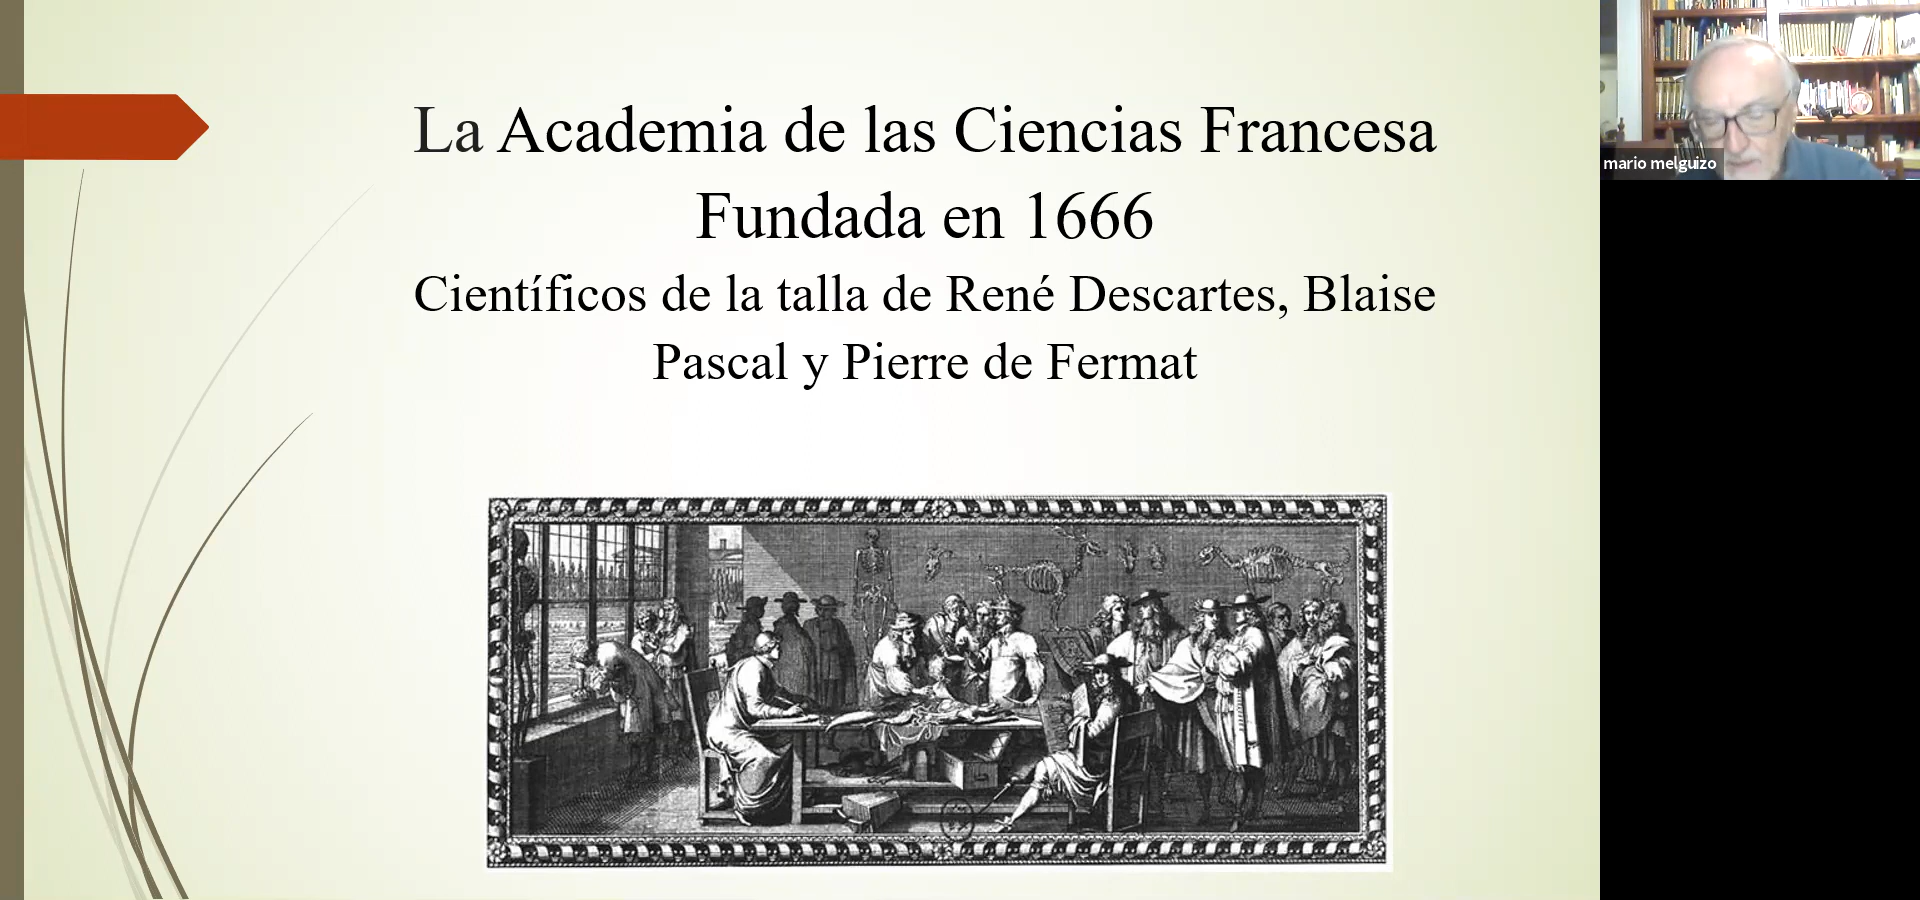 La Academia de las Ciencias Francesa
Fundada en 1666
Científicos de la talla de René Descartes, Blaise
Pascal y Pierre de Fermat
mario melguizo